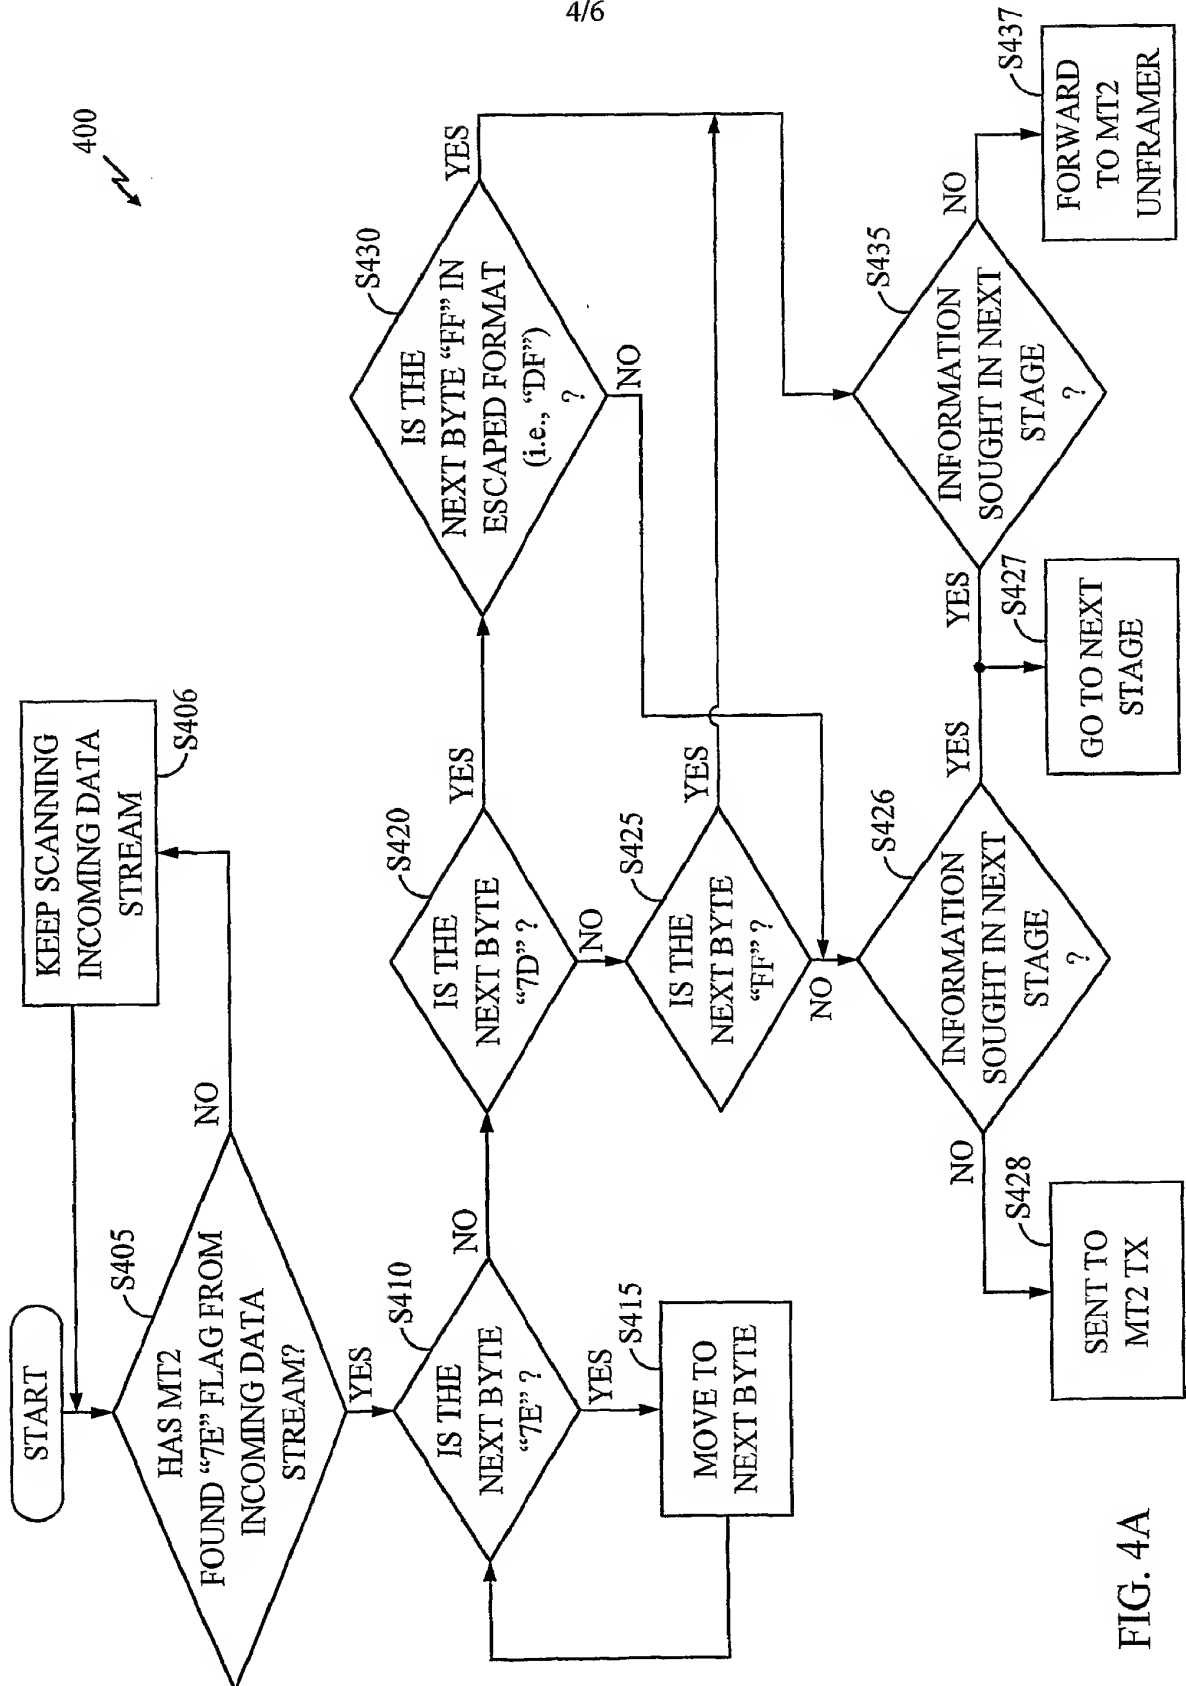 4/6
400
START
HAS MT2
FOUND “7E” FLAG FROM
INCOMING DATA
STREAM?
S405
NO
KEEP SCANNING
INCOMING DATA
STREAM
S406
YES
IS THE
NEXT BYTE
“7E” ?
S410
YES
MOVE TO
NEXT BYTE
S415
NO
IS THE
NEXT BYTE
“7D” ?
S420
NO
YES
IS THE
NEXT BYTE
“FF” ?
S425
YES
NO
IS THE
NEXT BYTE “FF” IN
ESCAPED FORMAT
(i.e., “DF”)
?
S430
YES
NO
INFORMATION
SOUGHT IN NEXT
STAGE
?
S426
NO
SENT TO
MT2 TX
S428
YES
GO TO NEXT
STAGE
S427
YES
INFORMATION
SOUGHT IN NEXT
STAGE
?
S435
NO
FORWARD
TO MT2
UNFRAMER
S437
FIG. 4A